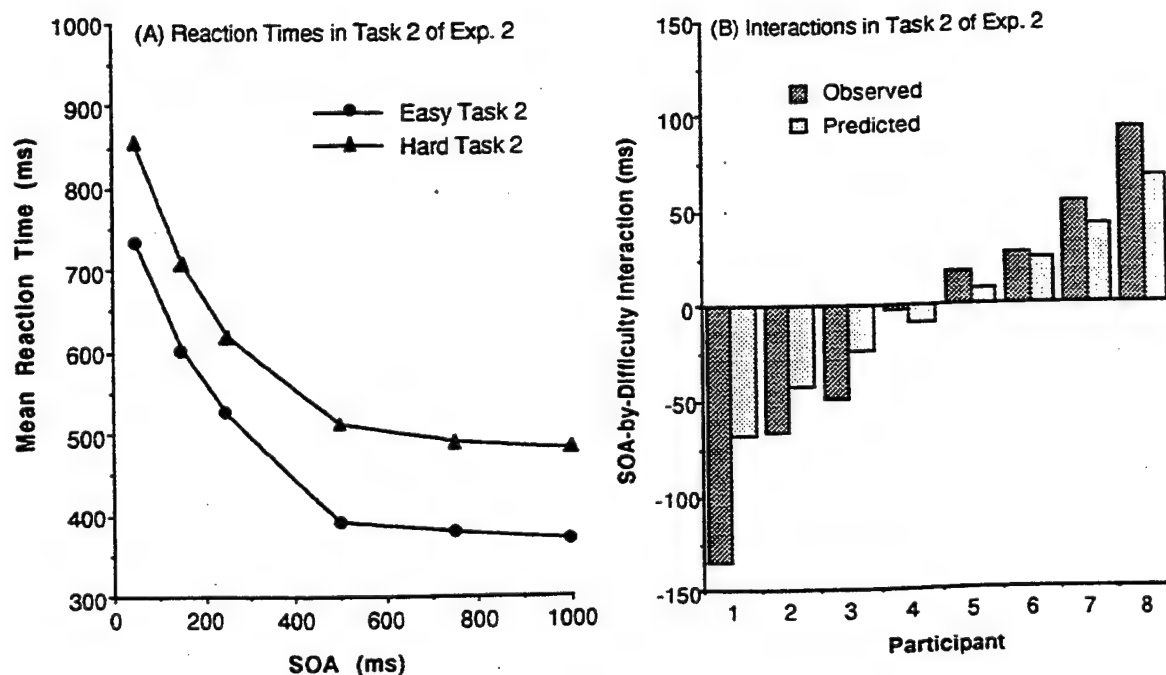 (A) Reaction Times in Task 2 of Exp. 2
1000
900
800
700
600
500
400
300
Mean Reaction Time (ms)
Easy Task 2
Hard Task 2
0
200
400
600
800
1000
SOA (ms)
(B) Interactions in Task 2 of Exp. 2
150
100
50
0
-50
-100
-150
SOA-by-Difficulty Interaction (ms)
Observed
Predicted
1
2
3
4
5
6
7
8
Participant